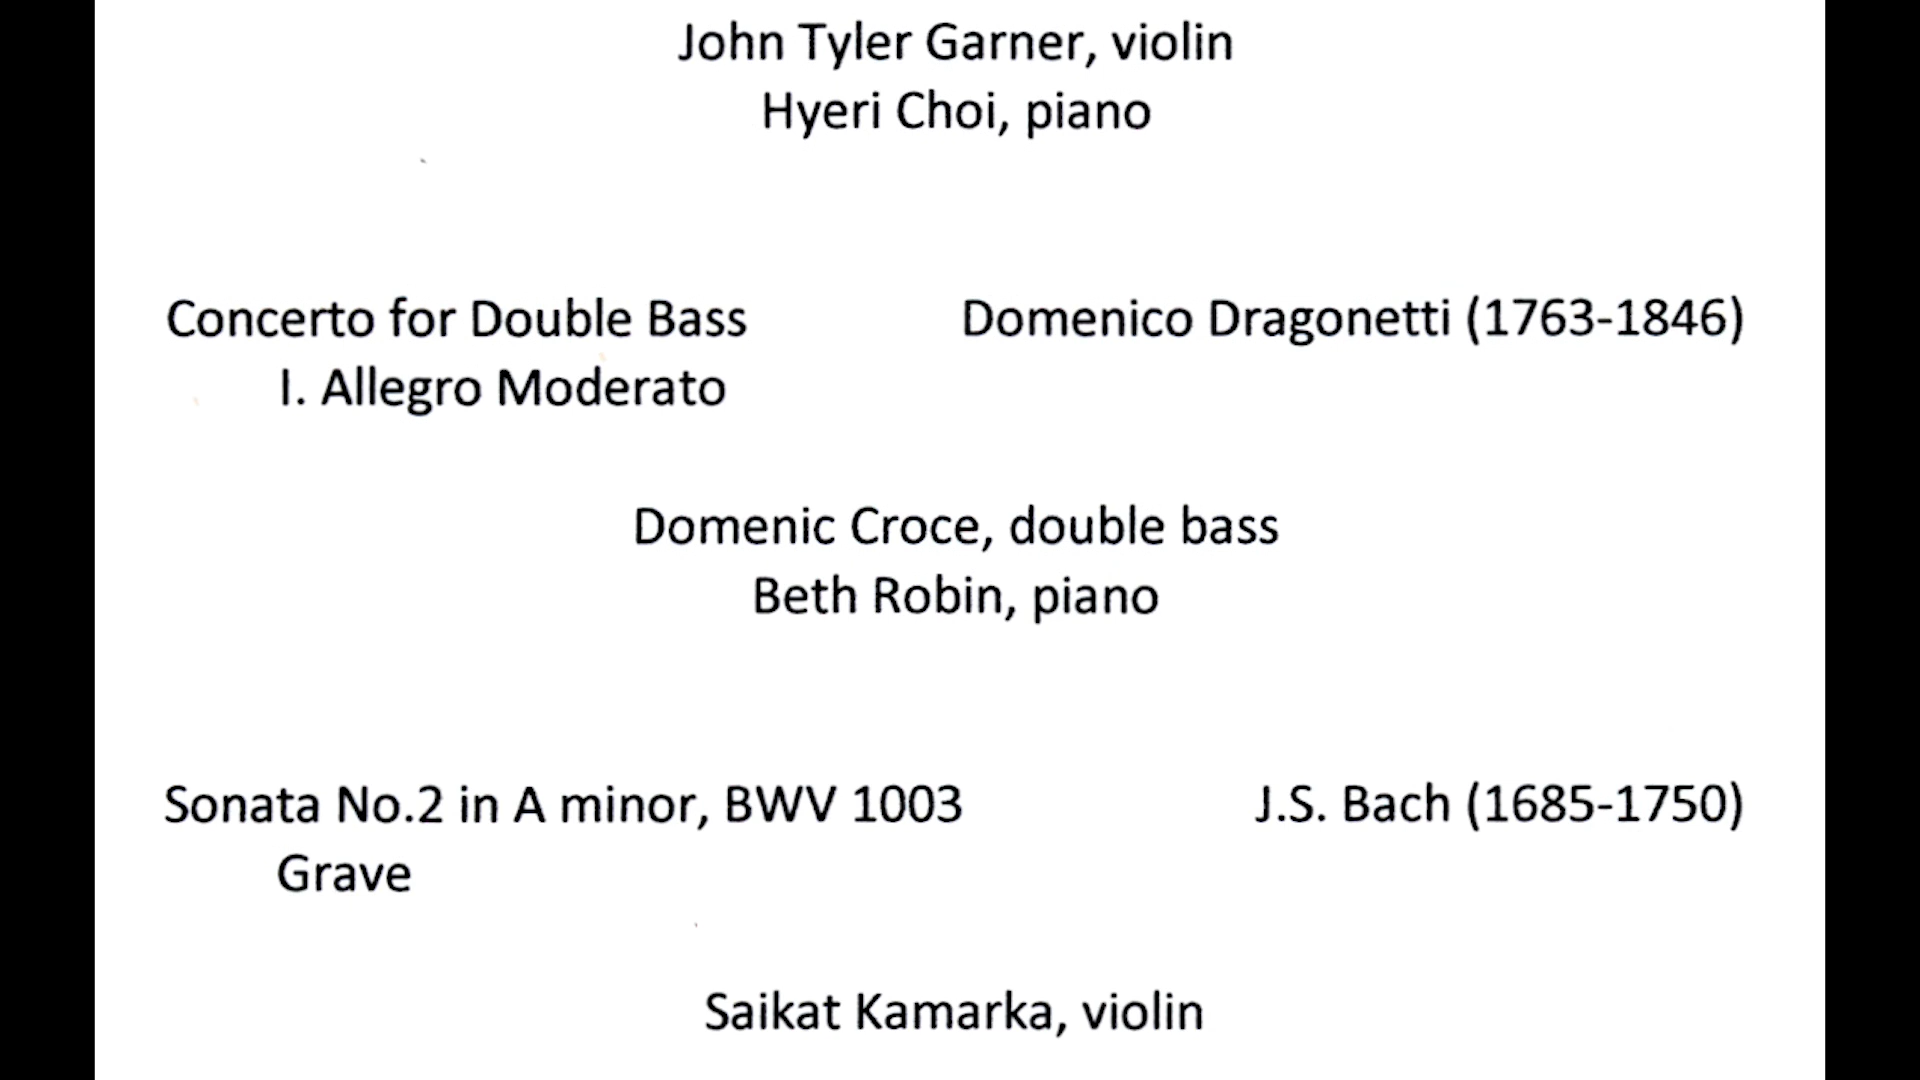 John Tyler Garner, violin
Hyeri Choi, piano
Concerto for Double Bass Domenico Dragonetti (1763-1846)
I. Allegro Moderato
Domenic Croce, double bass
Beth Robin, piano
Sonata No.2 in A minor, BWV 1003 J.S. Bach (1685-1750)
Grave
Saikat Kamarka, violin